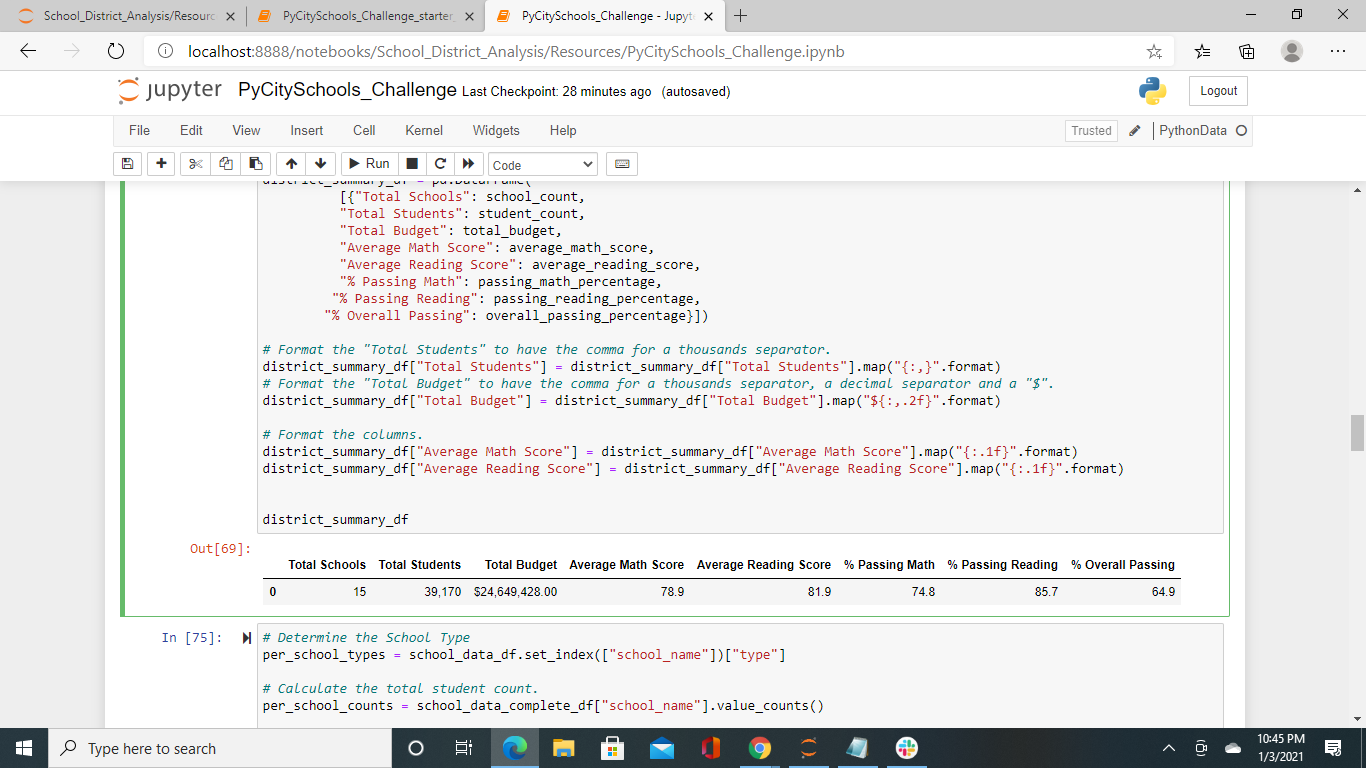 School_District_Analysis/Resourc
PyCitySchools_Challenge_starter_
PyCitySchools_Challenge - Jupyt
localhost:8888/notebooks/School_District_Analysis/Resources/PyCitySchools_Challenge.ipynb
jupyter PyCitySchools_Challenge Last Checkpoint: 28 minutes ago (autosaved)
Logout
File Edit View Insert Cell Kernel Widgets Help
Trusted PythonData
Run Code
district_summary_df = pd.DataFrame(
[{"Total Schools": school_count,
"Total Students": student_count,
"Total Budget": total_budget,
"Average Math Score": average_math_score,
"Average Reading Score": average_reading_score,
"% Passing Math": passing_math_percentage,
"% Passing Reading": passing_reading_percentage,
"% Overall Passing": overall_passing_percentage}])
# Format the "Total Students" to have the comma for a thousands separator.
district_summary_df["Total Students"] = district_summary_df["Total Students"].map("{:,}".format)
# Format the "Total Budget" to have the comma for a thousands separator, a decimal separator and a "$".
district_summary_df["Total Budget"] = district_summary_df["Total Budget"].map("${:,.2f}".format)
# Format the columns.
district_summary_df["Average Math Score"] = district_summary_df["Average Math Score"].map("{:.1f}".format)
district_summary_df["Average Reading Score"] = district_summary_df["Average Reading Score"].map("{:.1f}".format)
district_summary_df
Out[69]:
Total Schools Total Students Total Budget Average Math Score Average Reading Score % Passing Math % Passing Reading % Overall Passing
0 15 39,170 $24,649,428.00 78.9 81.9 74.8 85.7 64.9
In [75]:
# Determine the School Type
per_school_types = school_data_df.set_index(["school_name"])["type"]
# Calculate the total student count.
per_school_counts = school_data_complete_df["school_name"].value_counts()
Type here to search
10:45 PM
1/3/2021